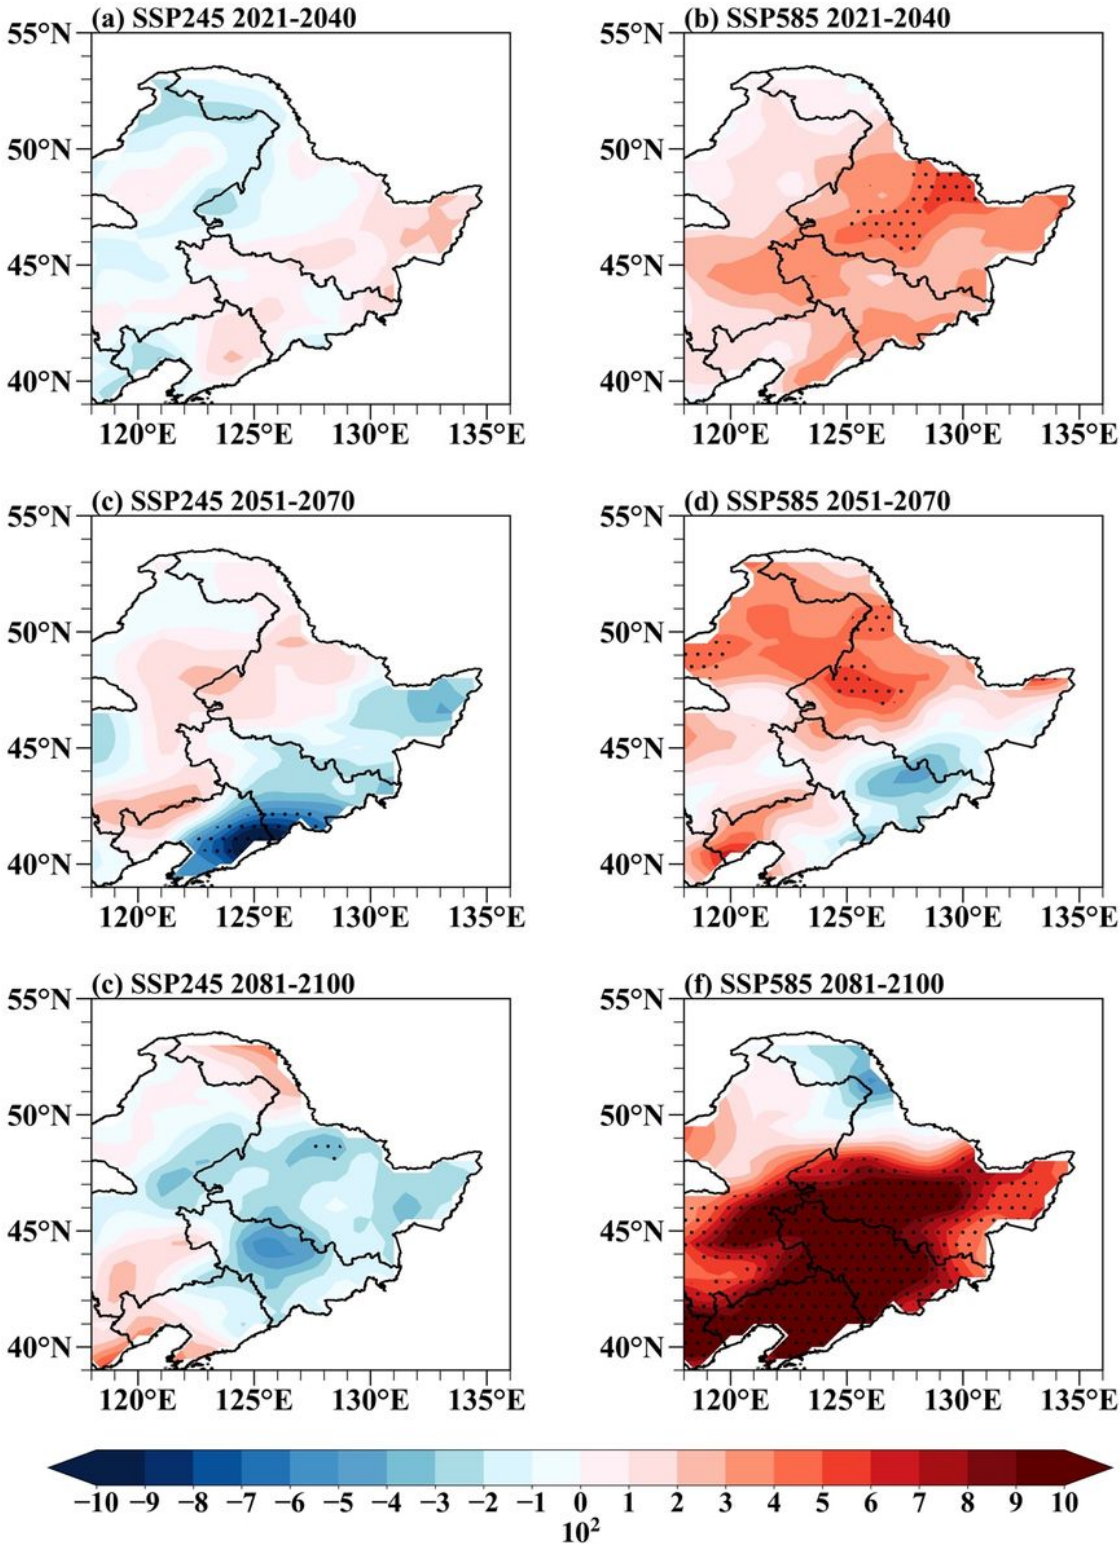 (a) SSP245 2021-2040
(b) SSP585 2021-2040
55°N
50°N
45°N
40°N
120°E 125°E 130°E 135°E
55°N
50°N
45°N
40°N
120°E 125°E 130°E 135°E
(c) SSP245 2051-2070
(d) SSP585 2051-2070
55°N
50°N
45°N
40°N
120°E 125°E 130°E 135°E
55°N
50°N
45°N
40°N
120°E 125°E 130°E 135°E
(c) SSP245 2081-2100
(f) SSP585 2081-2100
55°N
50°N
45°N
40°N
120°E 125°E 130°E 135°E
55°N
50°N
45°N
40°N
120°E 125°E 130°E 135°E
−10 −9 −8 −7 −6 −5 −4 −3 −2 −1 0 1 2 3 4 5 6 7 8 9 10
10²